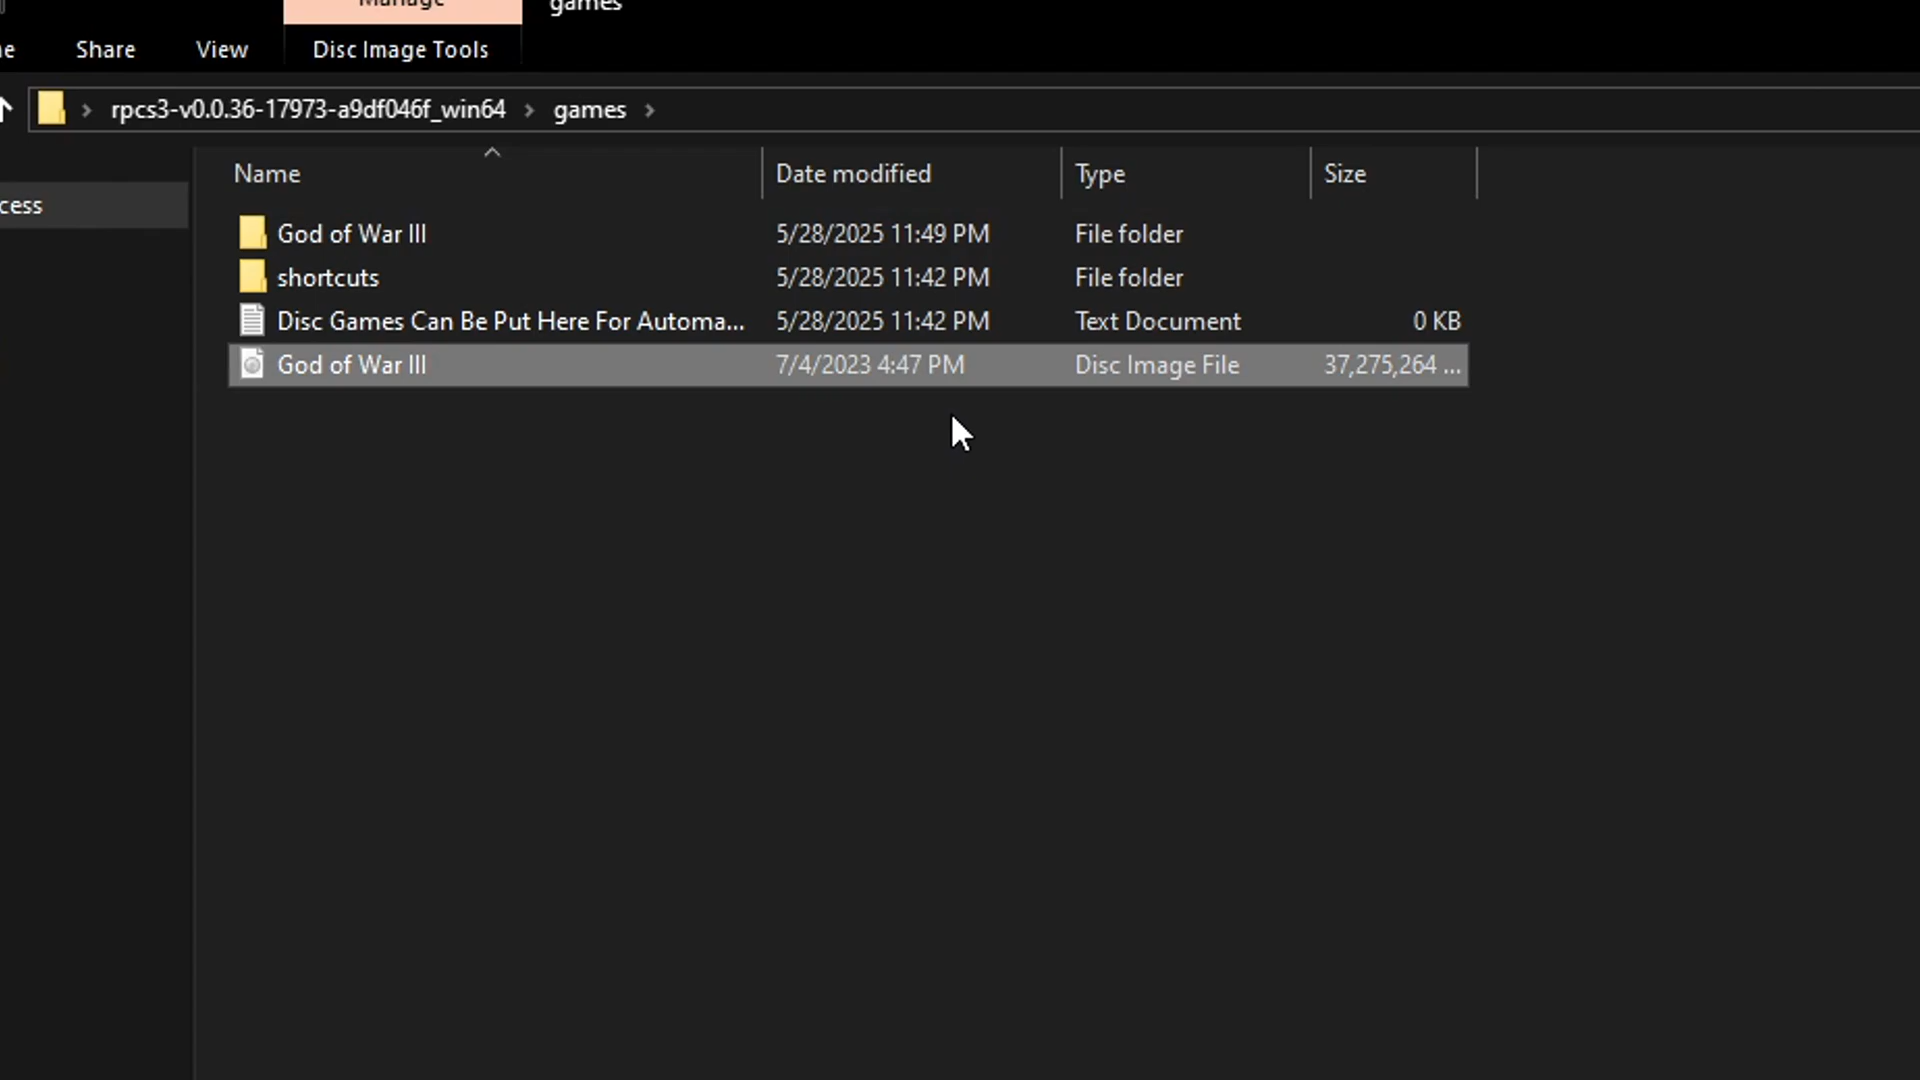 Manage
games
Share
View
Disc Image Tools
rpcs3-v0.0.36-17973-a9df046f_win64
games
Name
Date modified
Type
Size
cess
God of War III
5/28/2025 11:49 PM
File folder
shortcuts
5/28/2025 11:42 PM
File folder
Disc Games Can Be Put Here For Automa...
5/28/2025 11:42 PM
Text Document
0 KB
God of War III
7/4/2023 4:47 PM
Disc Image File
37,275,264 ...